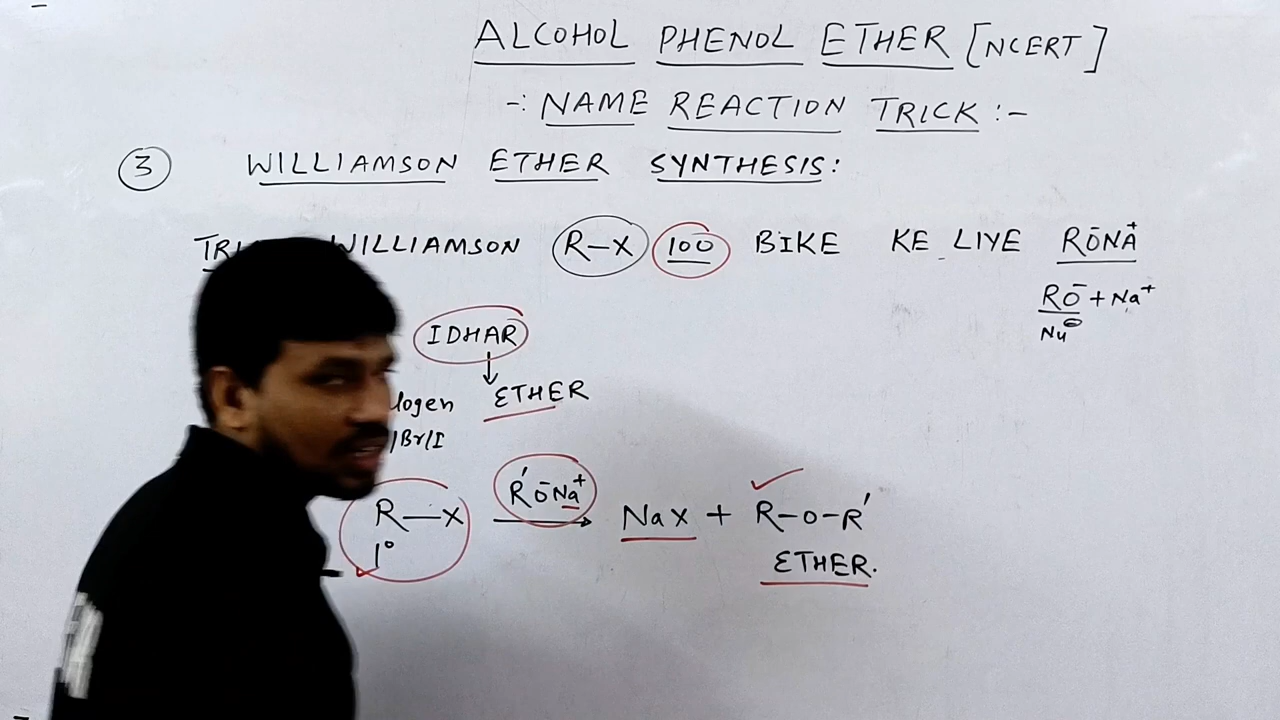 ALCOHOL PHENOL ETHER [NCERT]
-: NAME REACTION TRICK :-
3 WILLIAMSON ETHER SYNTHESIS:
WILLIAMSON R-X 100 BIKE KE LIYE RŌNA⁺
RO⁻ + Na⁺
Nu⊖
IDHAR
↓
ETHER
logen
/Br/I
R—X R'ŌNa⁺ → NaX + R-O-R'
1° ETHER.